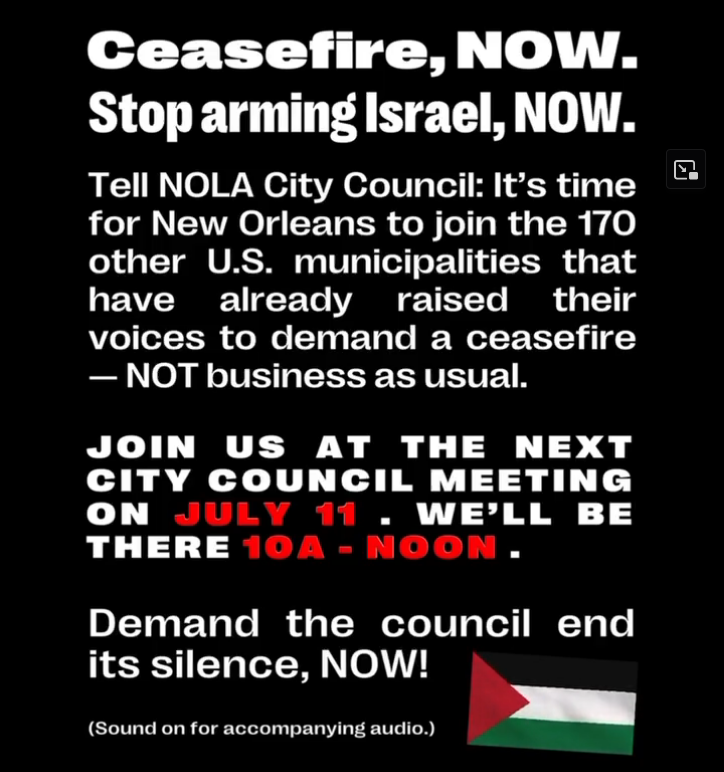 Ceasefire, NOW.
Stop arming Israel, NOW.
Tell NOLA City Council: It's time
for New Orleans to join the 170
other U.S. municipalities that
have already raised their
voices to demand a ceasefire
— NOT business as usual.
JOIN US AT THE NEXT
CITY COUNCIL MEETING
ON JULY 11 . WE'LL BE
THERE 10A - NOON .
Demand the council end
its silence, NOW!
(Sound on for accompanying audio.)